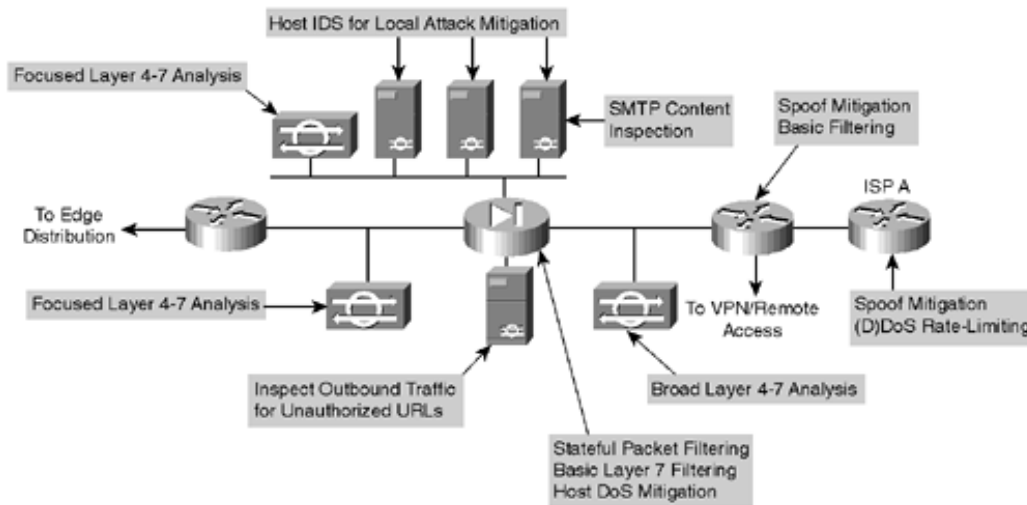 Host IDS for Local Attack Mitigation
Focused Layer 4-7 Analysis
SMTP Content
Inspection
Spoof Mitigation
Basic Filtering
ISP A
To Edge
Distribution
Focused Layer 4-7 Analysis
To VPN/Remote
Access
Spoof Mitigation
(D)DoS Rate-Limiting
Inspect Outbound Traffic
for Unauthorized URLs
Broad Layer 4-7 Analysis
Stateful Packet Filtering
Basic Layer 7 Filtering
Host DoS Mitigation